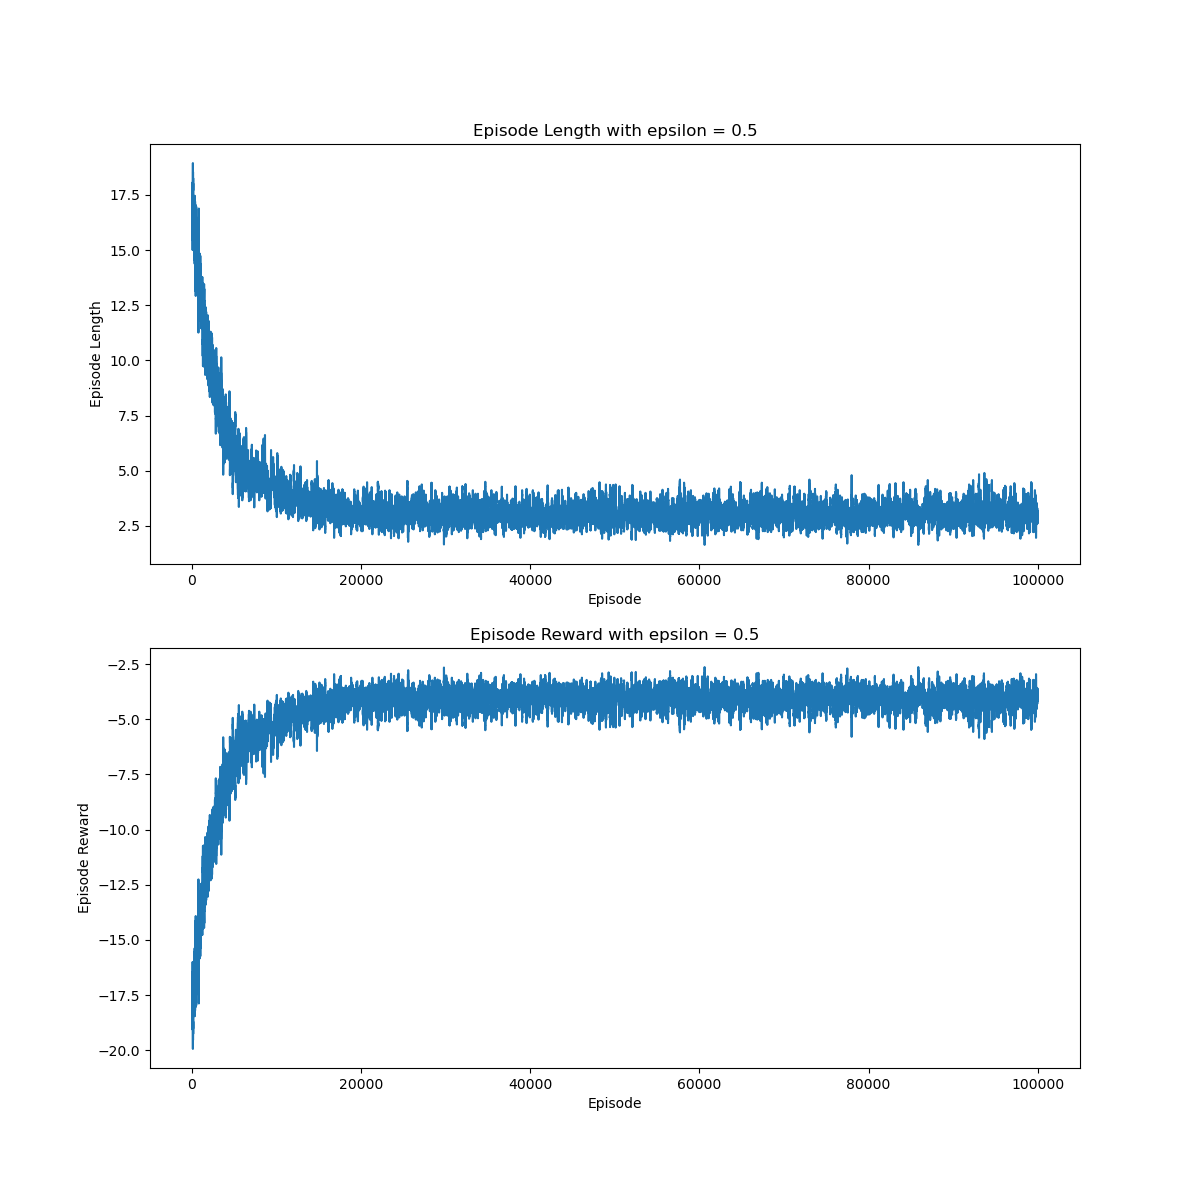 Episode Length with epsilon = 0.5
17.5
15.0
12.5
10.0
7.5
5.0
2.5
Episode Length
0 20000 40000 60000 80000 100000
Episode
Episode Reward with epsilon = 0.5
−2.5
−5.0
−7.5
−10.0
−12.5
−15.0
−17.5
−20.0
Episode Reward
0 20000 40000 60000 80000 100000
Episode